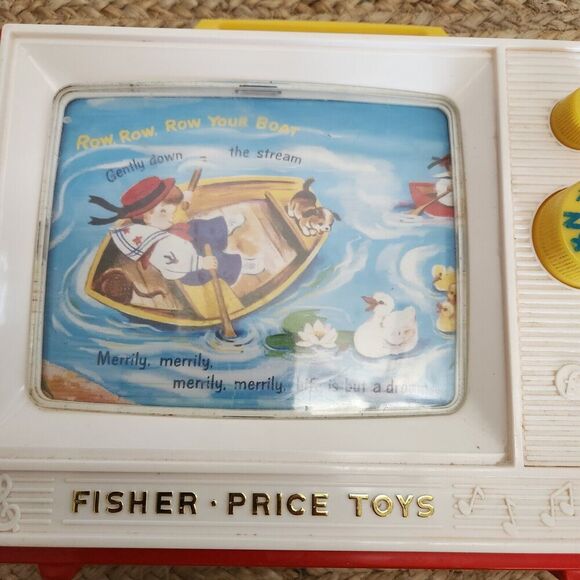 ROW, ROW, ROW YOUR BOAT
Gently down the stream
Merrily, merrily,
merrily, merrily, Life is but a dream
FISHER·PRICE TOYS